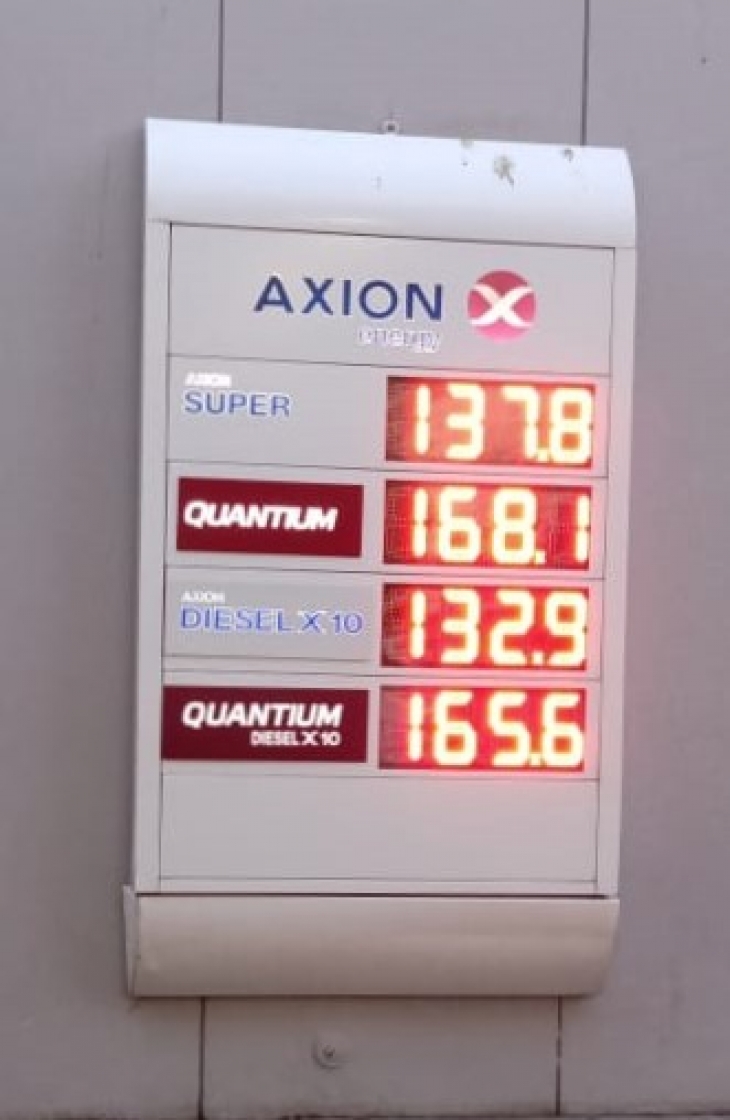 AXION
energy
AXION
SUPER 137.8
QUANTIUM 168.1
AXION
DIESEL X10 132.9
QUANTIUM 165.6
DIESEL X10